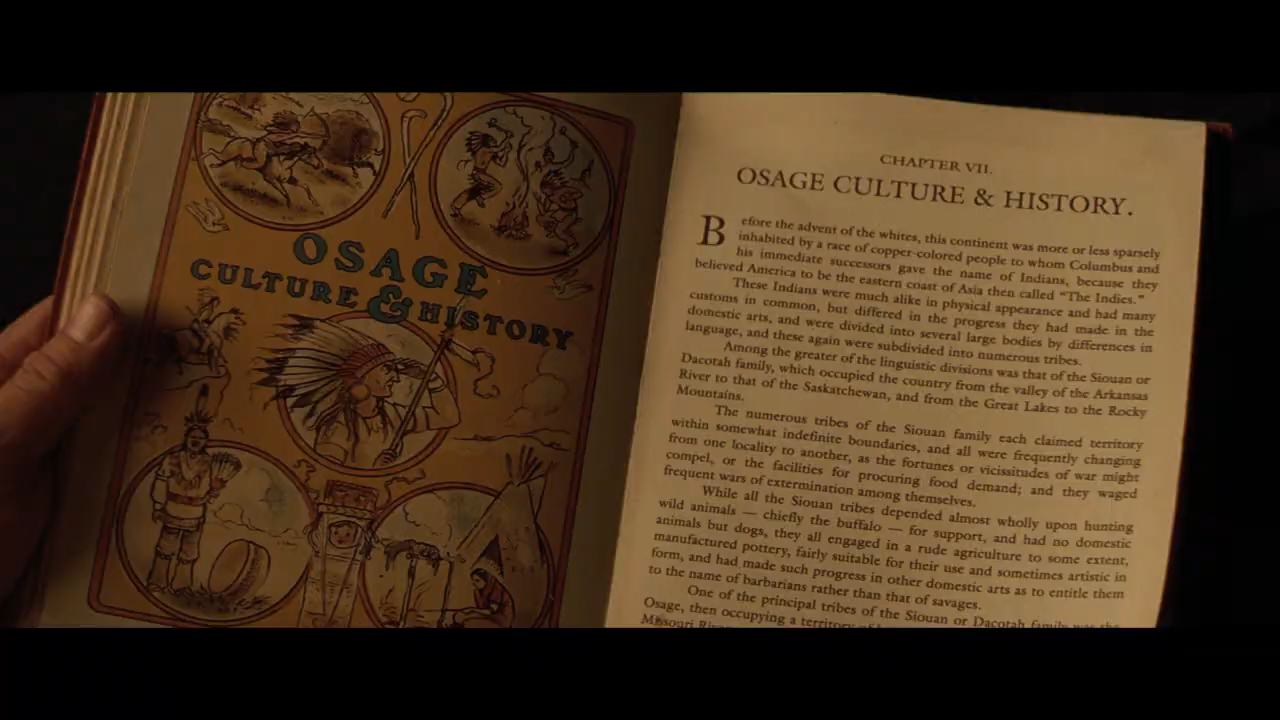 OSAGE
CULTURE & HISTORY
CHAPTER VII.
OSAGE CULTURE & HISTORY.
Before the advent of the whites, this continent was more or less sparsely
inhabited by a race of copper-colored people to whom Columbus and
his immediate successors gave the name of Indians, because they
believed America to be the eastern coast of Asia then called “The Indies.”
These Indians were much alike in physical appearance and had many
customs in common, but differed in the progress they had made in the
domestic arts, and were divided into several large bodies by differences in
language, and these again were subdivided into numerous tribes.
Among the greater of the linguistic divisions was that of the Siouan or
Dacotah family, which occupied the country from the valley of the Arkansas
River to that of the Saskatchewan, and from the Great Lakes to the Rocky
Mountains.
The numerous tribes of the Siouan family each claimed territory
within somewhat indefinite boundaries, and all were frequently changing
from one locality to another, as the fortunes or vicissitudes of war might
compel, or the facilities for procuring food demand; and they waged
frequent wars of extermination among themselves.
While all the Siouan tribes depended almost wholly upon hunting
wild animals — chiefly the buffalo — for support, and had no domestic
animals but dogs, they all engaged in a rude agriculture to some extent,
manufactured pottery, fairly suitable for their use and sometimes artistic in
form, and had made such progress in other domestic arts as to entitle them
to the name of barbarians rather than that of savages.
One of the principal tribes of the Siouan or Dacotah family was the
Osage, then occupying a territory
Missouri